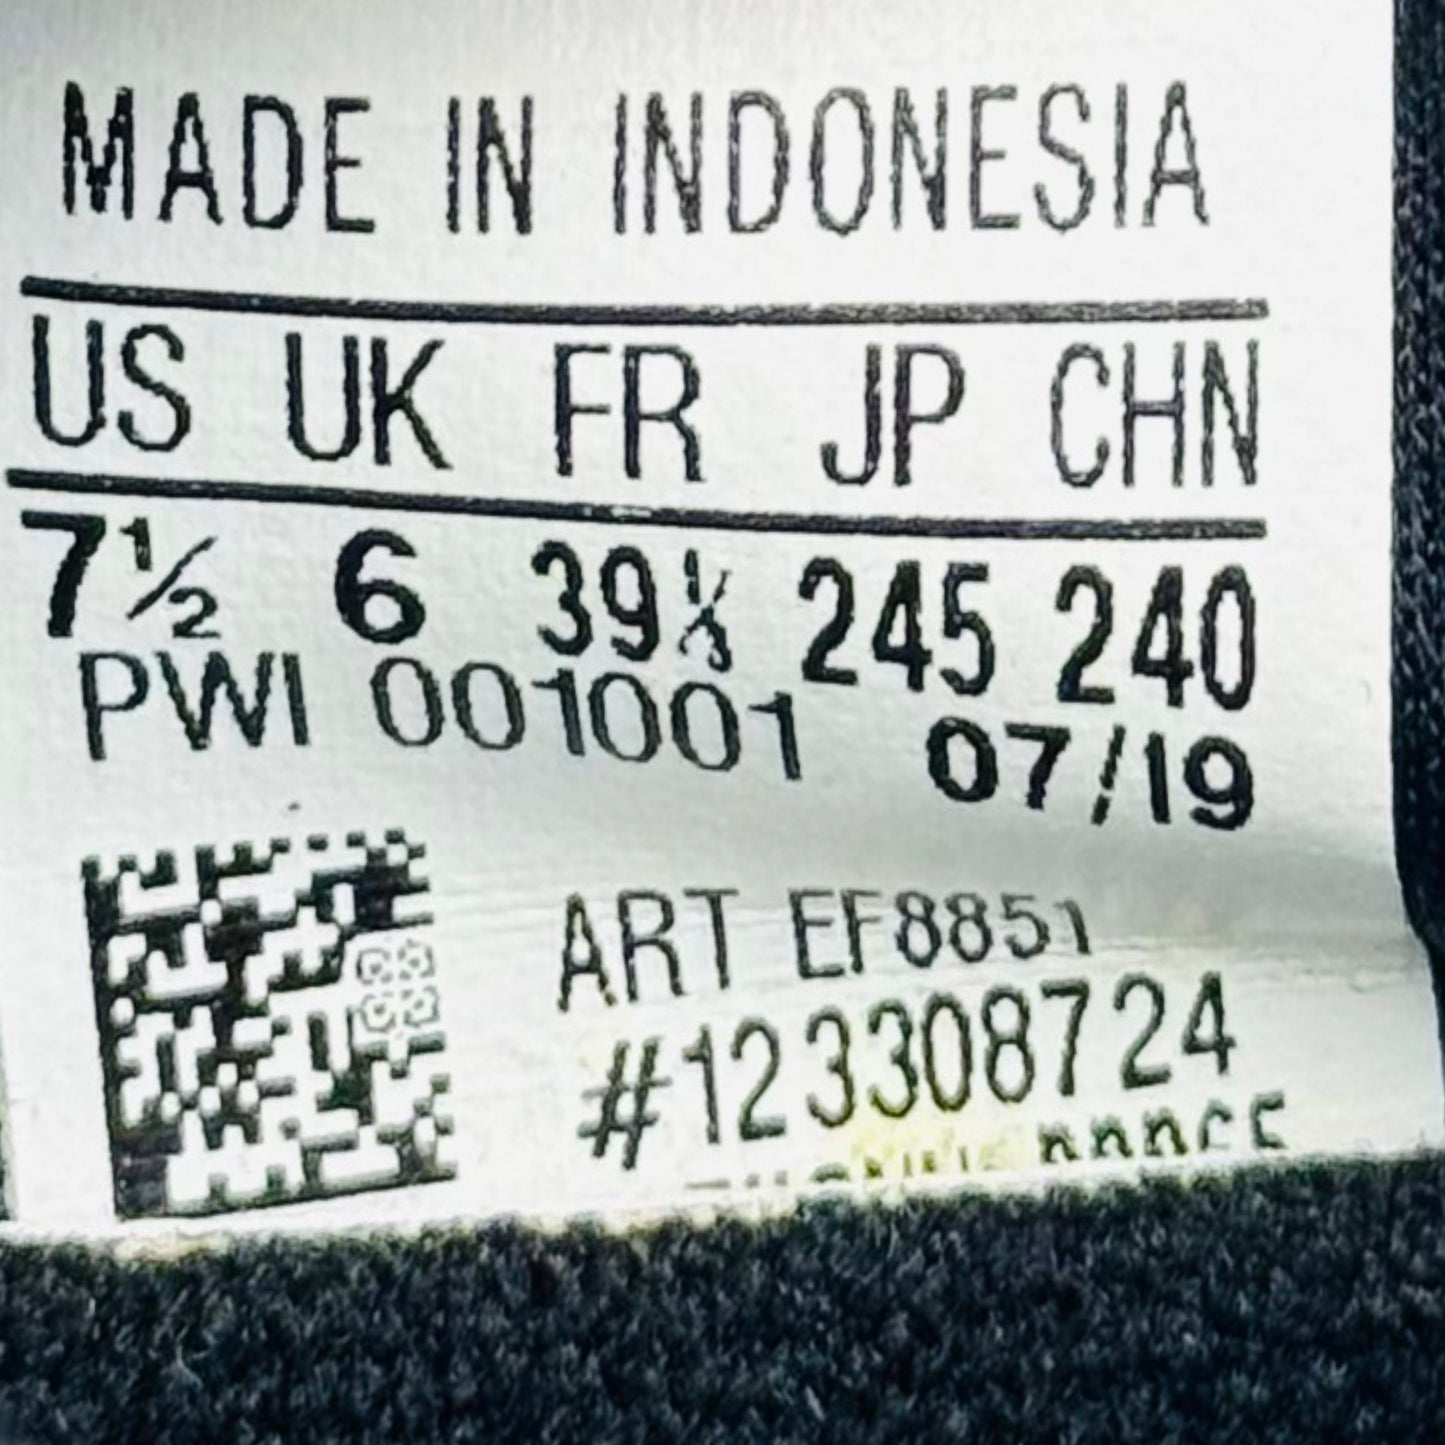 MADE IN INDONESIA
US UK FR JP CHN
7½ 6 39⅓ 245 240
PWI 001001 07/19
ART EF8851
#123308724